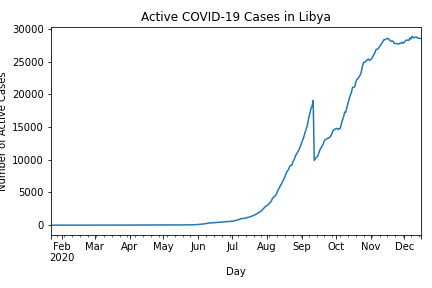 Active COVID-19 Cases in Libya
Number of Active Cases
30000
25000
20000
15000
10000
5000
0
Feb Mar Apr May Jun Jul Aug Sep Oct Nov Dec
2020
Day